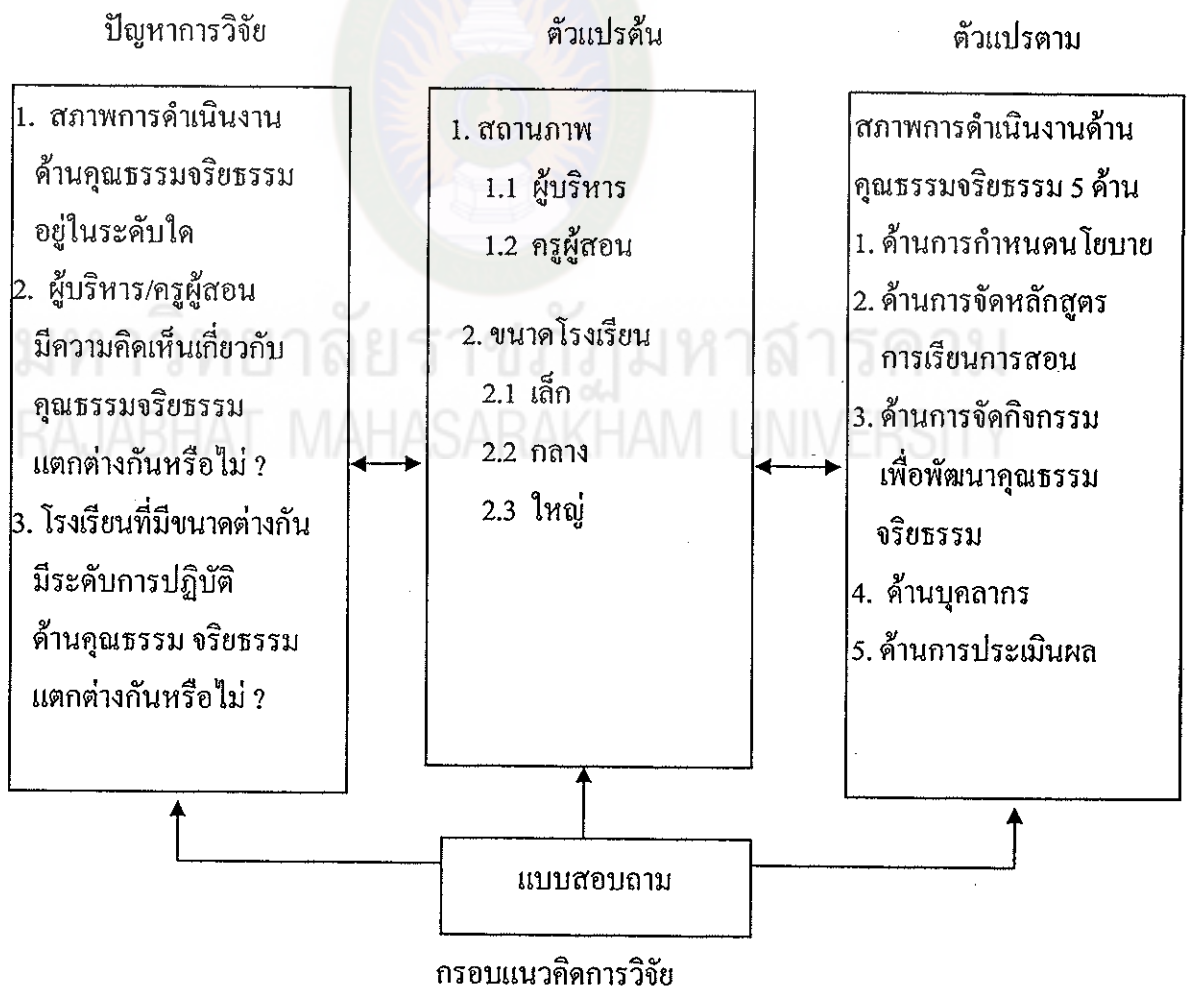 ปัญหาการวิจัย
ตัวแปรต้น
ตัวแปรตาม
1. สภาพการดำเนินงาน
ด้านคุณธรรมจริยธรรม
อยู่ในระดับใด
2. ผู้บริหาร/ครูผู้สอน
มีความคิดเห็นเกี่ยวกับ
คุณธรรมจริยธรรม
แตกต่างกันหรือไม่ ?
3. โรงเรียนที่มีขนาดต่างกัน
มีระดับการปฏิบัติ
ด้านคุณธรรม จริยธรรม
แตกต่างกันหรือไม่ ?
1. สถานภาพ
1.1 ผู้บริหาร
1.2 ครูผู้สอน
2. ขนาดโรงเรียน
2.1 เล็ก
2.2 กลาง
2.3 ใหญ่
สภาพการดำเนินงานด้าน
คุณธรรมจริยธรรม 5 ด้าน
1. ด้านการกำหนดนโยบาย
2. ด้านการจัดหลักสูตร
การเรียนการสอน
3. ด้านการจัดกิจกรรม
เพื่อพัฒนาคุณธรรม
จริยธรรม
4. ด้านบุคลากร
5. ด้านการประเมินผล
แบบสอบถาม
กรอบแนวคิดการวิจัย
มหาวิทยาลัยราชภัฏมหาสารคาม
RAJABHAT MAHASARAKHAM UNIVERSITY